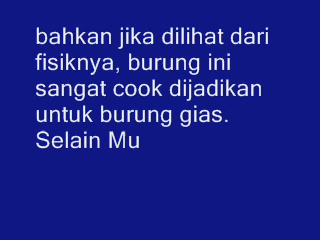 bahkan jika dilihat dari
fisiknya, burung ini
sangat cook dijadikan
untuk burung gias.
Selain Mu